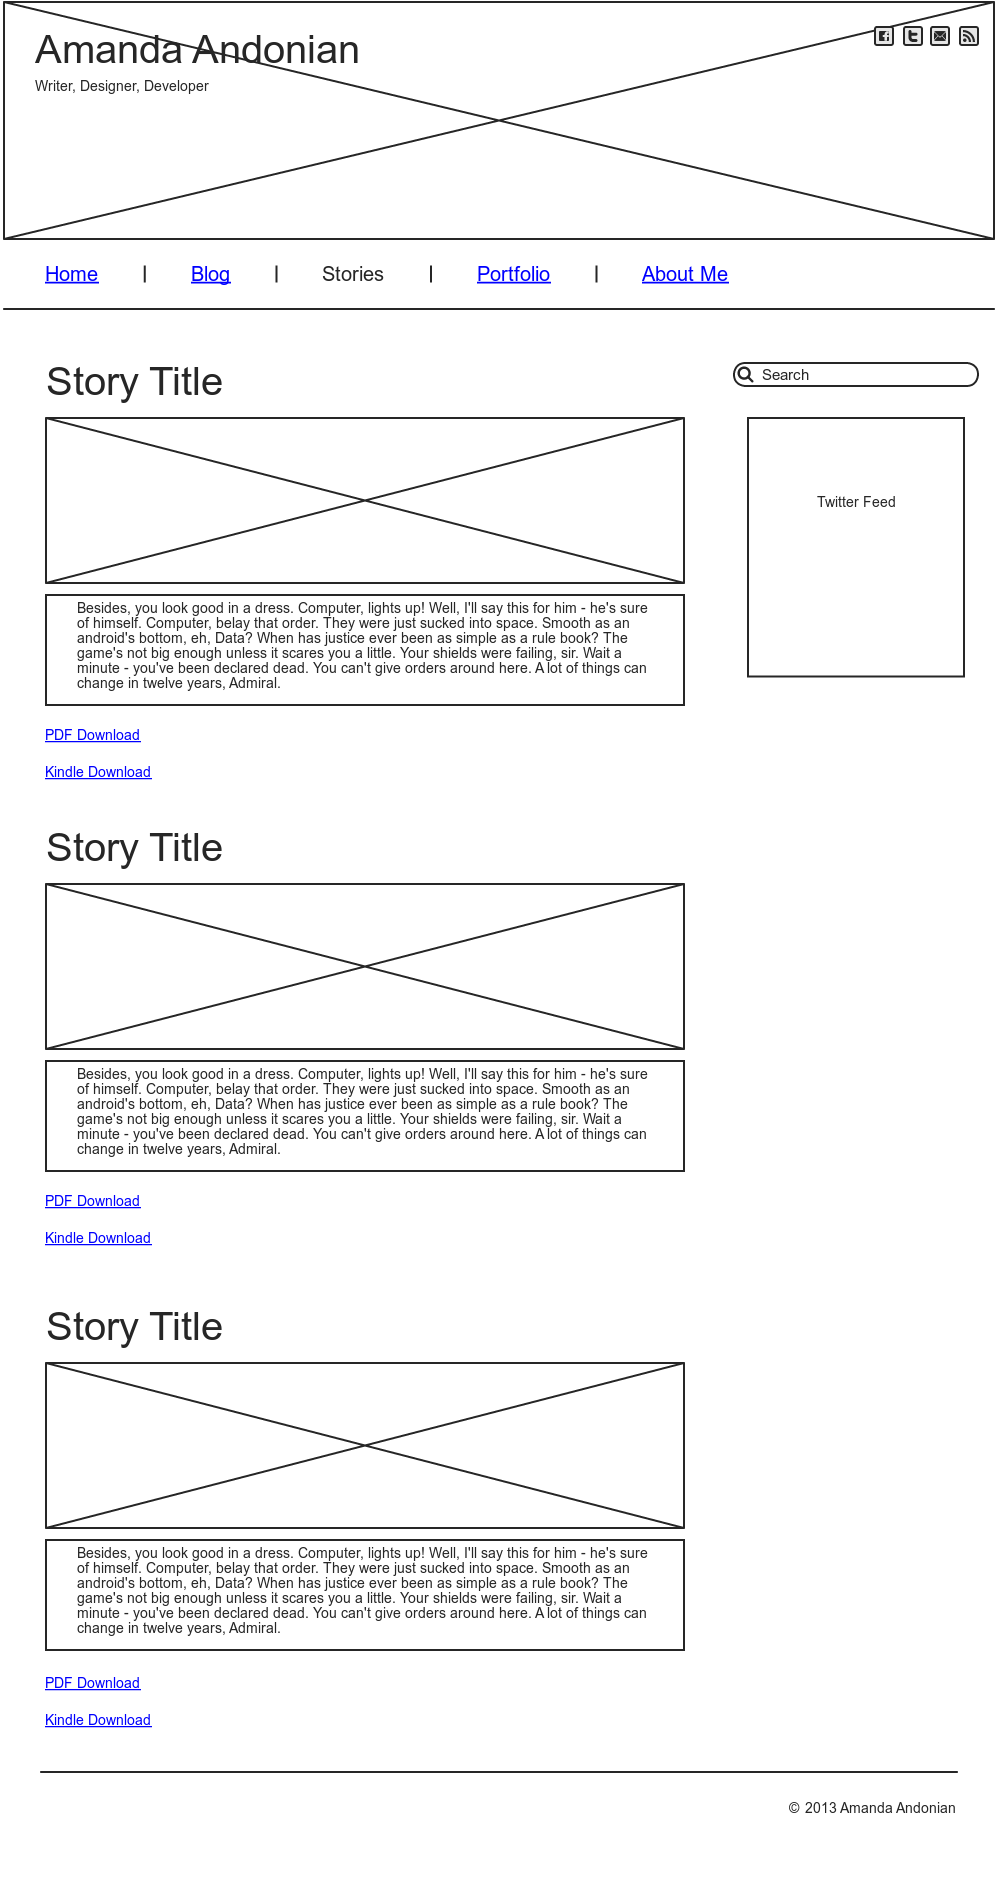 Amanda Andonian
Writer, Designer, Developer
Home | Blog | Stories | Portfolio | About Me
Story Title
Search
Twitter Feed
Besides, you look good in a dress. Computer, lights up! Well, I'll say this for him - he's sure
of himself. Computer, belay that order. They were just sucked into space. Smooth as an
android's bottom, eh, Data? When has justice ever been as simple as a rule book? The
game's not big enough unless it scares you a little. Your shields were failing, sir. Wait a
minute - you've been declared dead. You can't give orders around here. A lot of things can
change in twelve years, Admiral.
PDF Download
Kindle Download
Story Title
Besides, you look good in a dress. Computer, lights up! Well, I'll say this for him - he's sure
of himself. Computer, belay that order. They were just sucked into space. Smooth as an
android's bottom, eh, Data? When has justice ever been as simple as a rule book? The
game's not big enough unless it scares you a little. Your shields were failing, sir. Wait a
minute - you've been declared dead. You can't give orders around here. A lot of things can
change in twelve years, Admiral.
PDF Download
Kindle Download
Story Title
Besides, you look good in a dress. Computer, lights up! Well, I'll say this for him - he's sure
of himself. Computer, belay that order. They were just sucked into space. Smooth as an
android's bottom, eh, Data? When has justice ever been as simple as a rule book? The
game's not big enough unless it scares you a little. Your shields were failing, sir. Wait a
minute - you've been declared dead. You can't give orders around here. A lot of things can
change in twelve years, Admiral.
PDF Download
Kindle Download
© 2013 Amanda Andonian